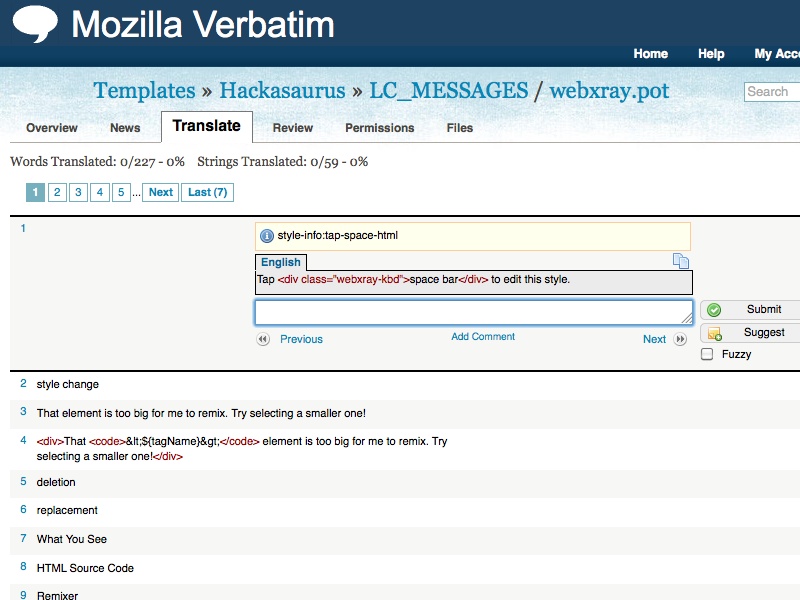 Mozilla Verbatim
Home Help My Acc
Templates » Hackasaurus » LC_MESSAGES / webxray.pot
Search
Overview News Translate Review Permissions Files
Words Translated: 0/227 - 0% Strings Translated: 0/59 - 0%
1 2 3 4 5 ... Next Last (7)
1
style-info:tap-space-html
English
Tap <div class="webxray-kbd">space bar</div> to edit this style.
Submit
Previous Add Comment Next
Suggest
Fuzzy
2 style change
3 That element is too big for me to remix. Try selecting a smaller one!
4 <div>That <code>&lt;${tagName}&gt;</code> element is too big for me to remix. Try
selecting a smaller one!</div>
5 deletion
6 replacement
7 What You See
8 HTML Source Code
9 Remixer